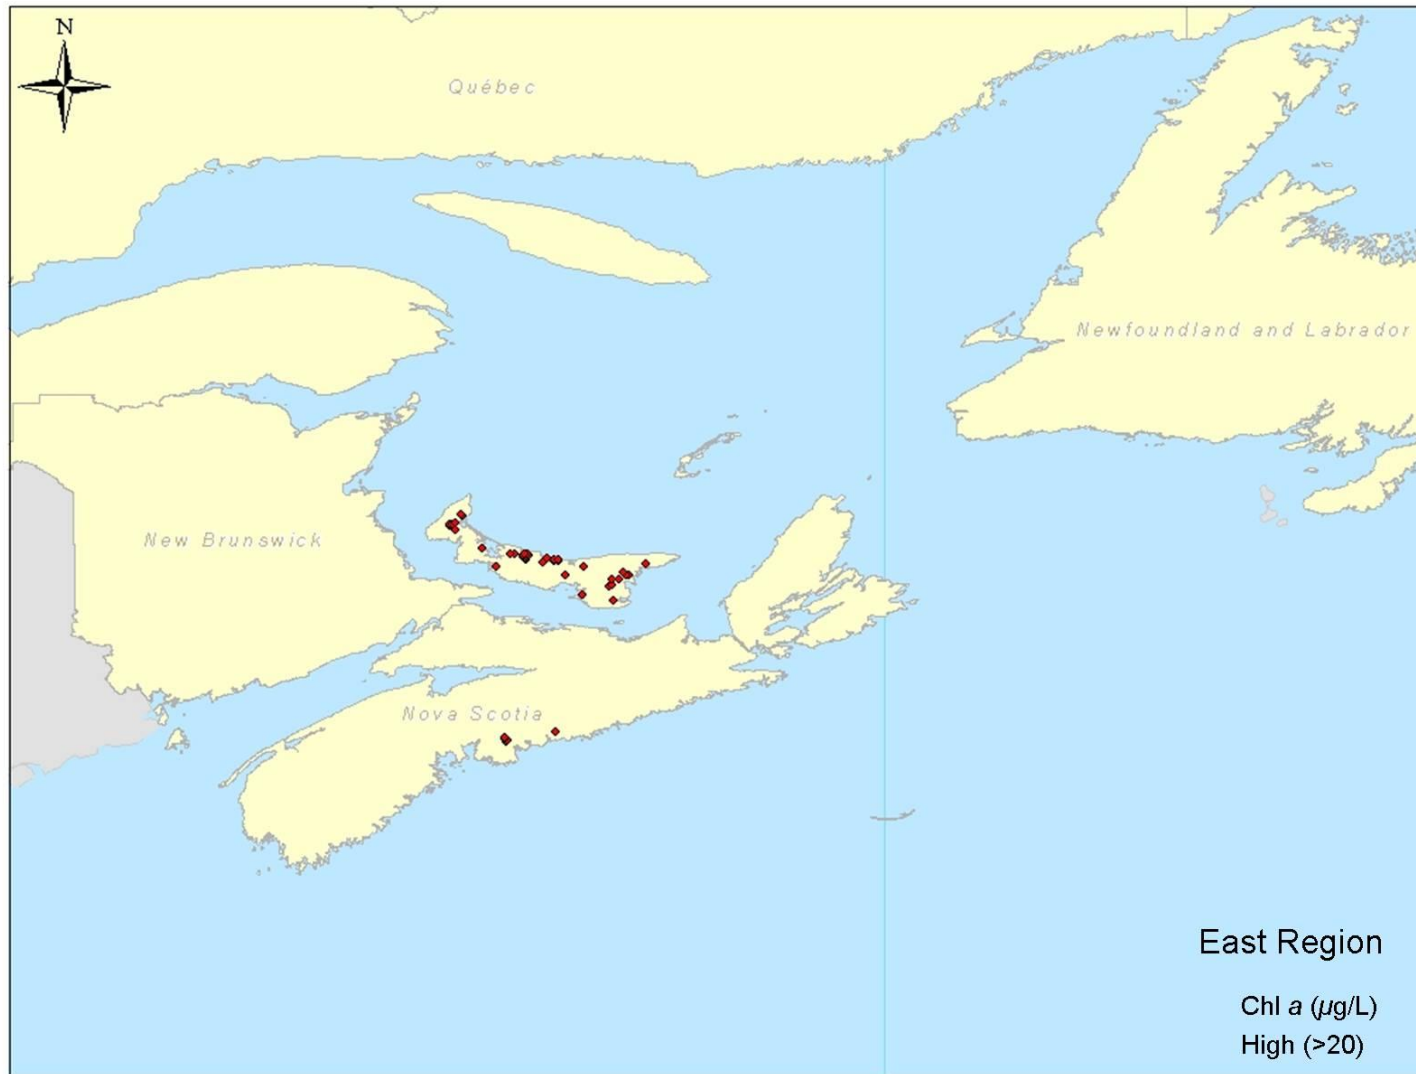 N
Québec
Newfoundland and Labrador
New Brunswick
Nova Scotia
East Region
Chl a (µg/L)
High (>20)